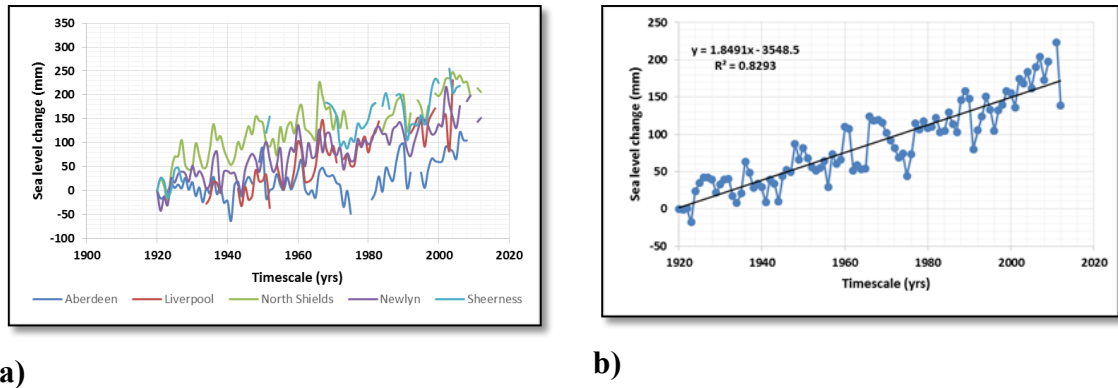 350
300
250
200
150
100
50
0
-50
-100
Sea level change (mm)
1900 1920 1940 1960 1980 2000 2020
Timescale (yrs)
Aberdeen Liverpool North Shields Newlyn Sheerness
a)
250
200
150
100
50
0
-50
Sea level change (mm)
y = 1.8491x - 3548.5
R² = 0.8293
1920 1940 1960 1980 2000 2020
Timescale (yrs)
b)